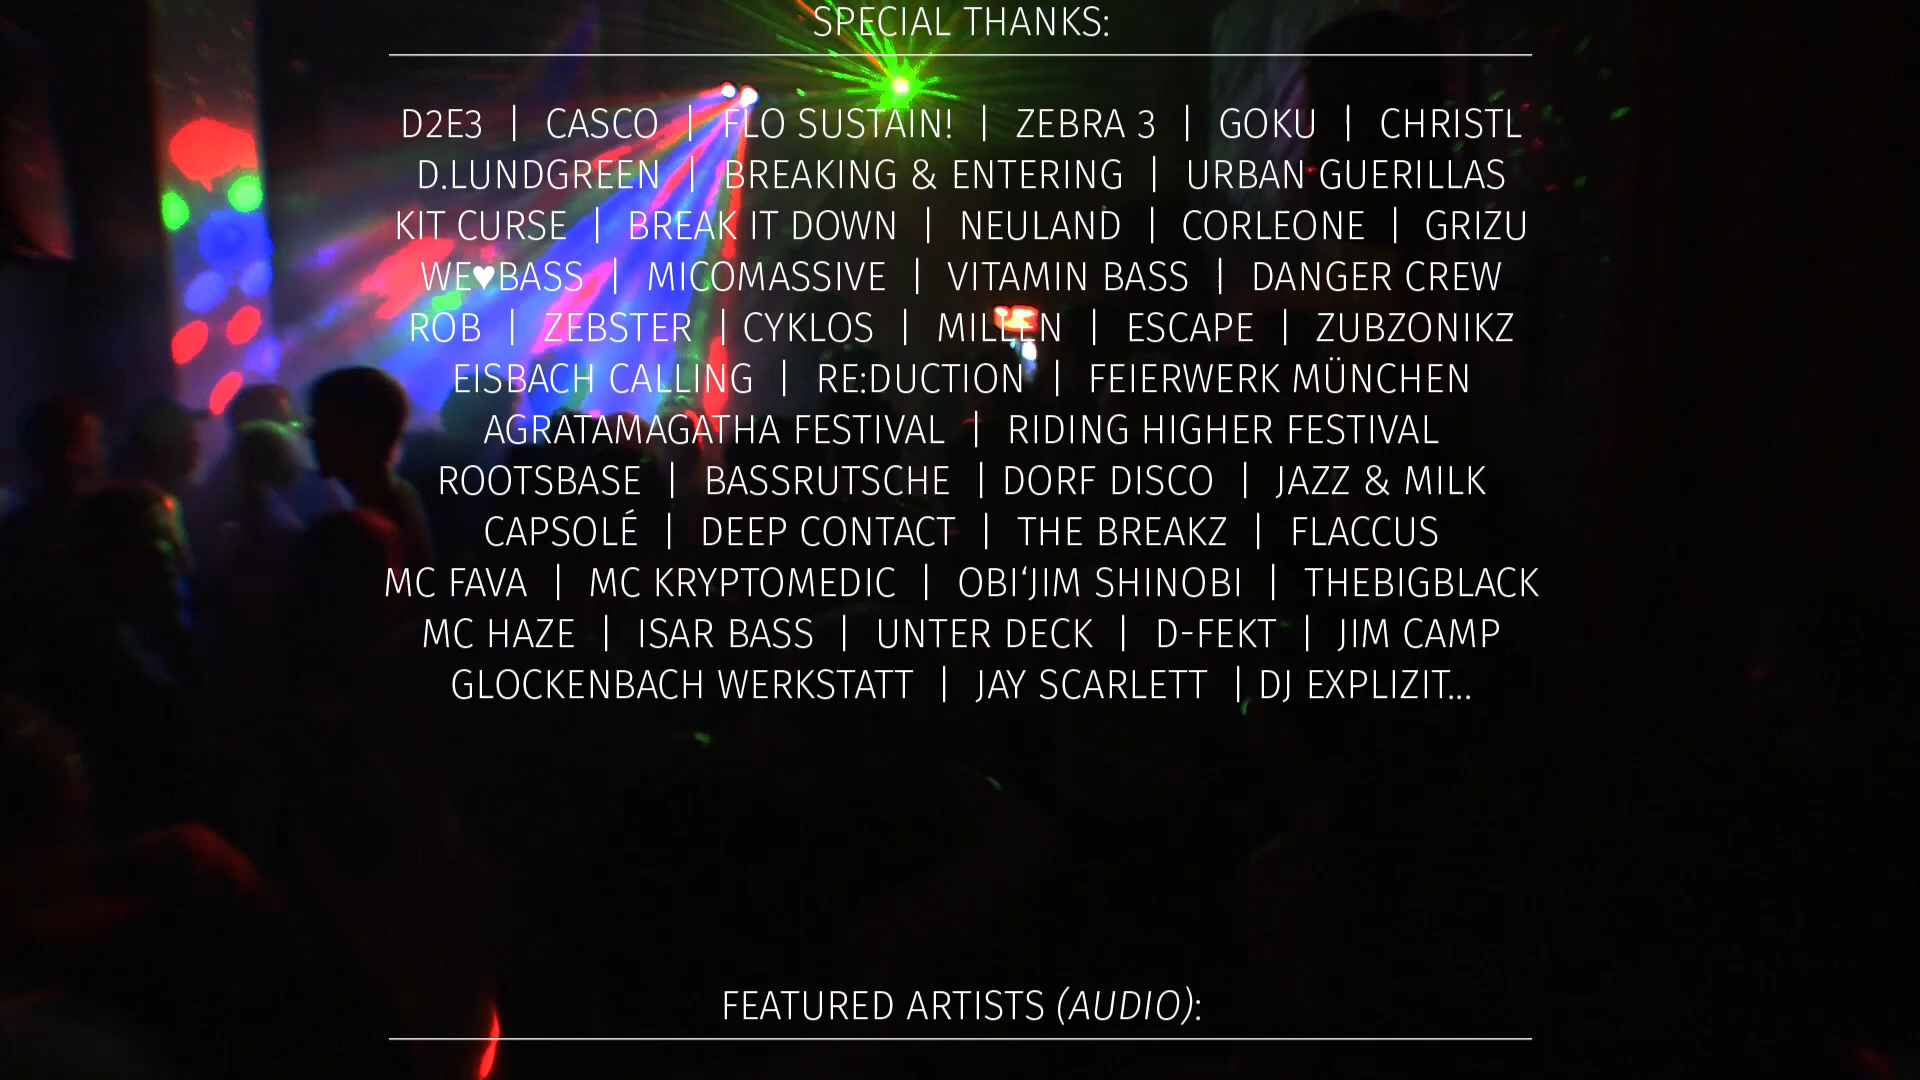 SPECIAL THANKS:
D2E3 | CASCO | FLO SUSTAIN! | ZEBRA 3 | GOKU | CHRISTL
D.LUNDGREEN | BREAKING & ENTERING | URBAN GUERILLAS
KIT CURSE | BREAK IT DOWN | NEULAND | CORLEONE | GRIZU
WE♥BASS | MICOMASSIVE | VITAMIN BASS | DANGER CREW
ROB | ZEBSTER | CYKLOS | MILLEN | ESCAPE | ZUBZONIKZ
EISBACH CALLING | RE:DUCTION | FEIERWERK MÜNCHEN
AGRATAMAGATHA FESTIVAL | RIDING HIGHER FESTIVAL
ROOTSBASE | BASSRUTSCHE | DORF DISCO | JAZZ & MILK
CAPSOLÉ | DEEP CONTACT | THE BREAKZ | FLACCUS
MC FAVA | MC KRYPTOMEDIC | OBI‘JIM SHINOBI | THEBIGBLACK
MC HAZE | ISAR BASS | UNTER DECK | D-FEKT | JIM CAMP
GLOCKENBACH WERKSTATT | JAY SCARLETT | DJ EXPLIZIT...
FEATURED ARTISTS (AUDIO):